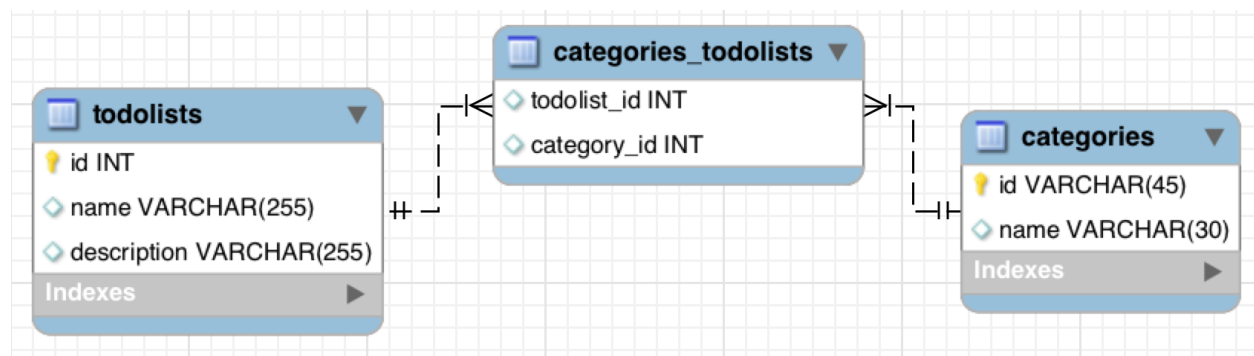 todolists
id INT
name VARCHAR(255)
description VARCHAR(255)
Indexes
categories_todolists
todolist_id INT
category_id INT
categories
id VARCHAR(45)
name VARCHAR(30)
Indexes